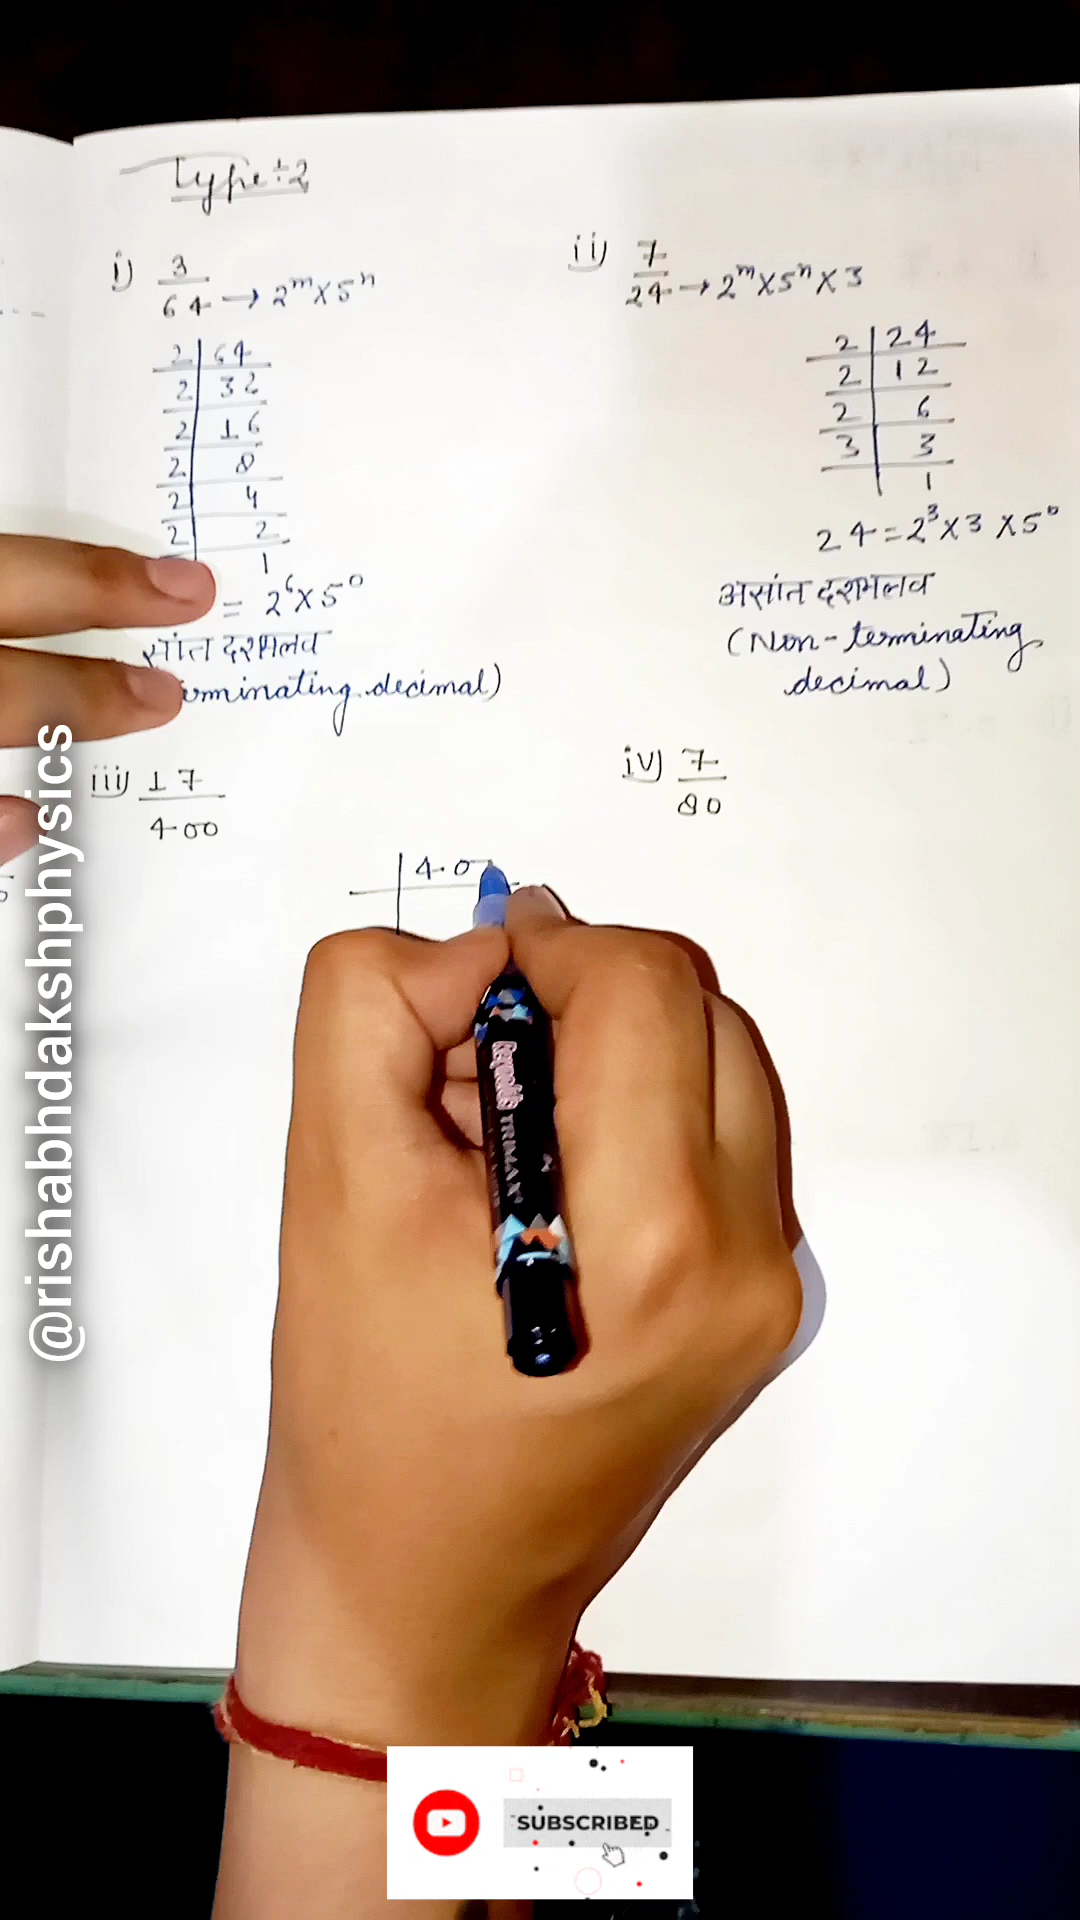 Type÷2
i) 3/64 → 2^m×5^n
2|64
2|32
2|16
2|8
2|4
2|2
1
= 2^6×5^0
सांत दशमलव
erminating decimal)
ii) 7/24 → 2^m×5^n×3
2|24
2|12
2|6
3|3
1
24=2^3×3×5^0
असांत दशमलव
(Non-terminating
decimal)
iii) 17/400
|40
iv) 7/80
@rishabhdakshphysics
Reynolds TRIMAX
SUBSCRIBED